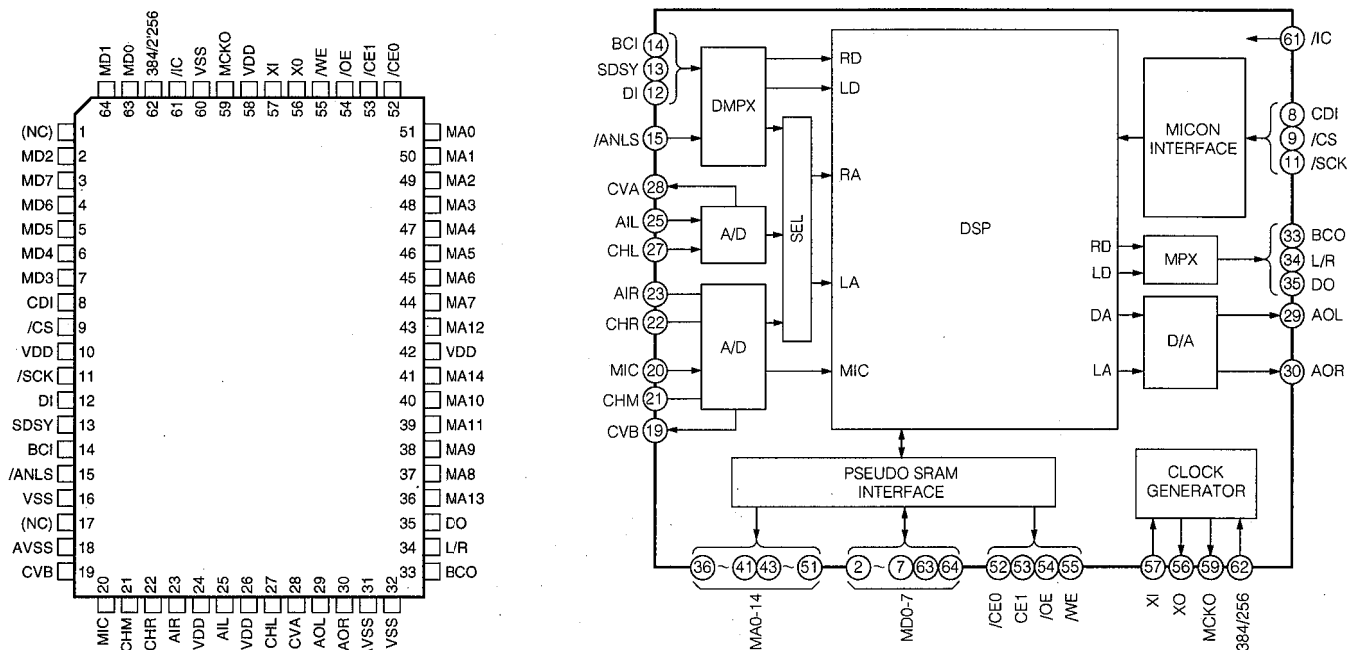 MD1
MD0
384/2'256
/IC
VSS
MCKO
VDD
XI
X0
/WE
/OE
/CE1
/CE0
64
63
62
61
60
59
58
57
56
55
54
53
52
(NC) 1
MD2 2
MD7 3
MD6 4
MD5 5
MD4 6
MD3 7
CDI 8
/CS 9
VDD 10
/SCK 11
DI 12
SDSY 13
BCI 14
/ANLS 15
VSS 16
(NC) 17
AVSS 18
CVB 19
51 MA0
50 MA1
49 MA2
48 MA3
47 MA4
46 MA5
45 MA6
44 MA7
43 MA12
42 VDD
41 MA14
40 MA10
39 MA11
38 MA9
37 MA8
36 MA13
35 DO
34 L/R
33 BCO
20
21
22
23
24
25
26
27
28
29
30
31
32
MIC
CHM
CHR
AIR
VDD
AIL
VDD
CHL
CVA
AOL
AOR
AVSS
VSS
BCI 14
SDSY 13
DI 12
/ANLS 15
CVA 28
AIL 25
CHL 27
AIR 23
CHR 22
MIC 20
CHM 21
CVB 19
DMPX
A/D
A/D
SEL
RD
LD
RA
LA
MIC
DSP
RD
LD
DA
LA
61 /IC
MICON
INTERFACE
8 CDI
9 /CS
11 /SCK
MPX
33 BCO
34 L/R
35 DO
D/A
29 AOL
30 AOR
PSEUDO SRAM
INTERFACE
CLOCK
GENERATOR
36 ~ 41 43 ~ 51
2 ~ 7 63 64
52 53 54 55
57 56 59 62
MA0-14
MD0-7
/CE0
CE1
/OE
/WE
XI
XO
MCKO
384/256